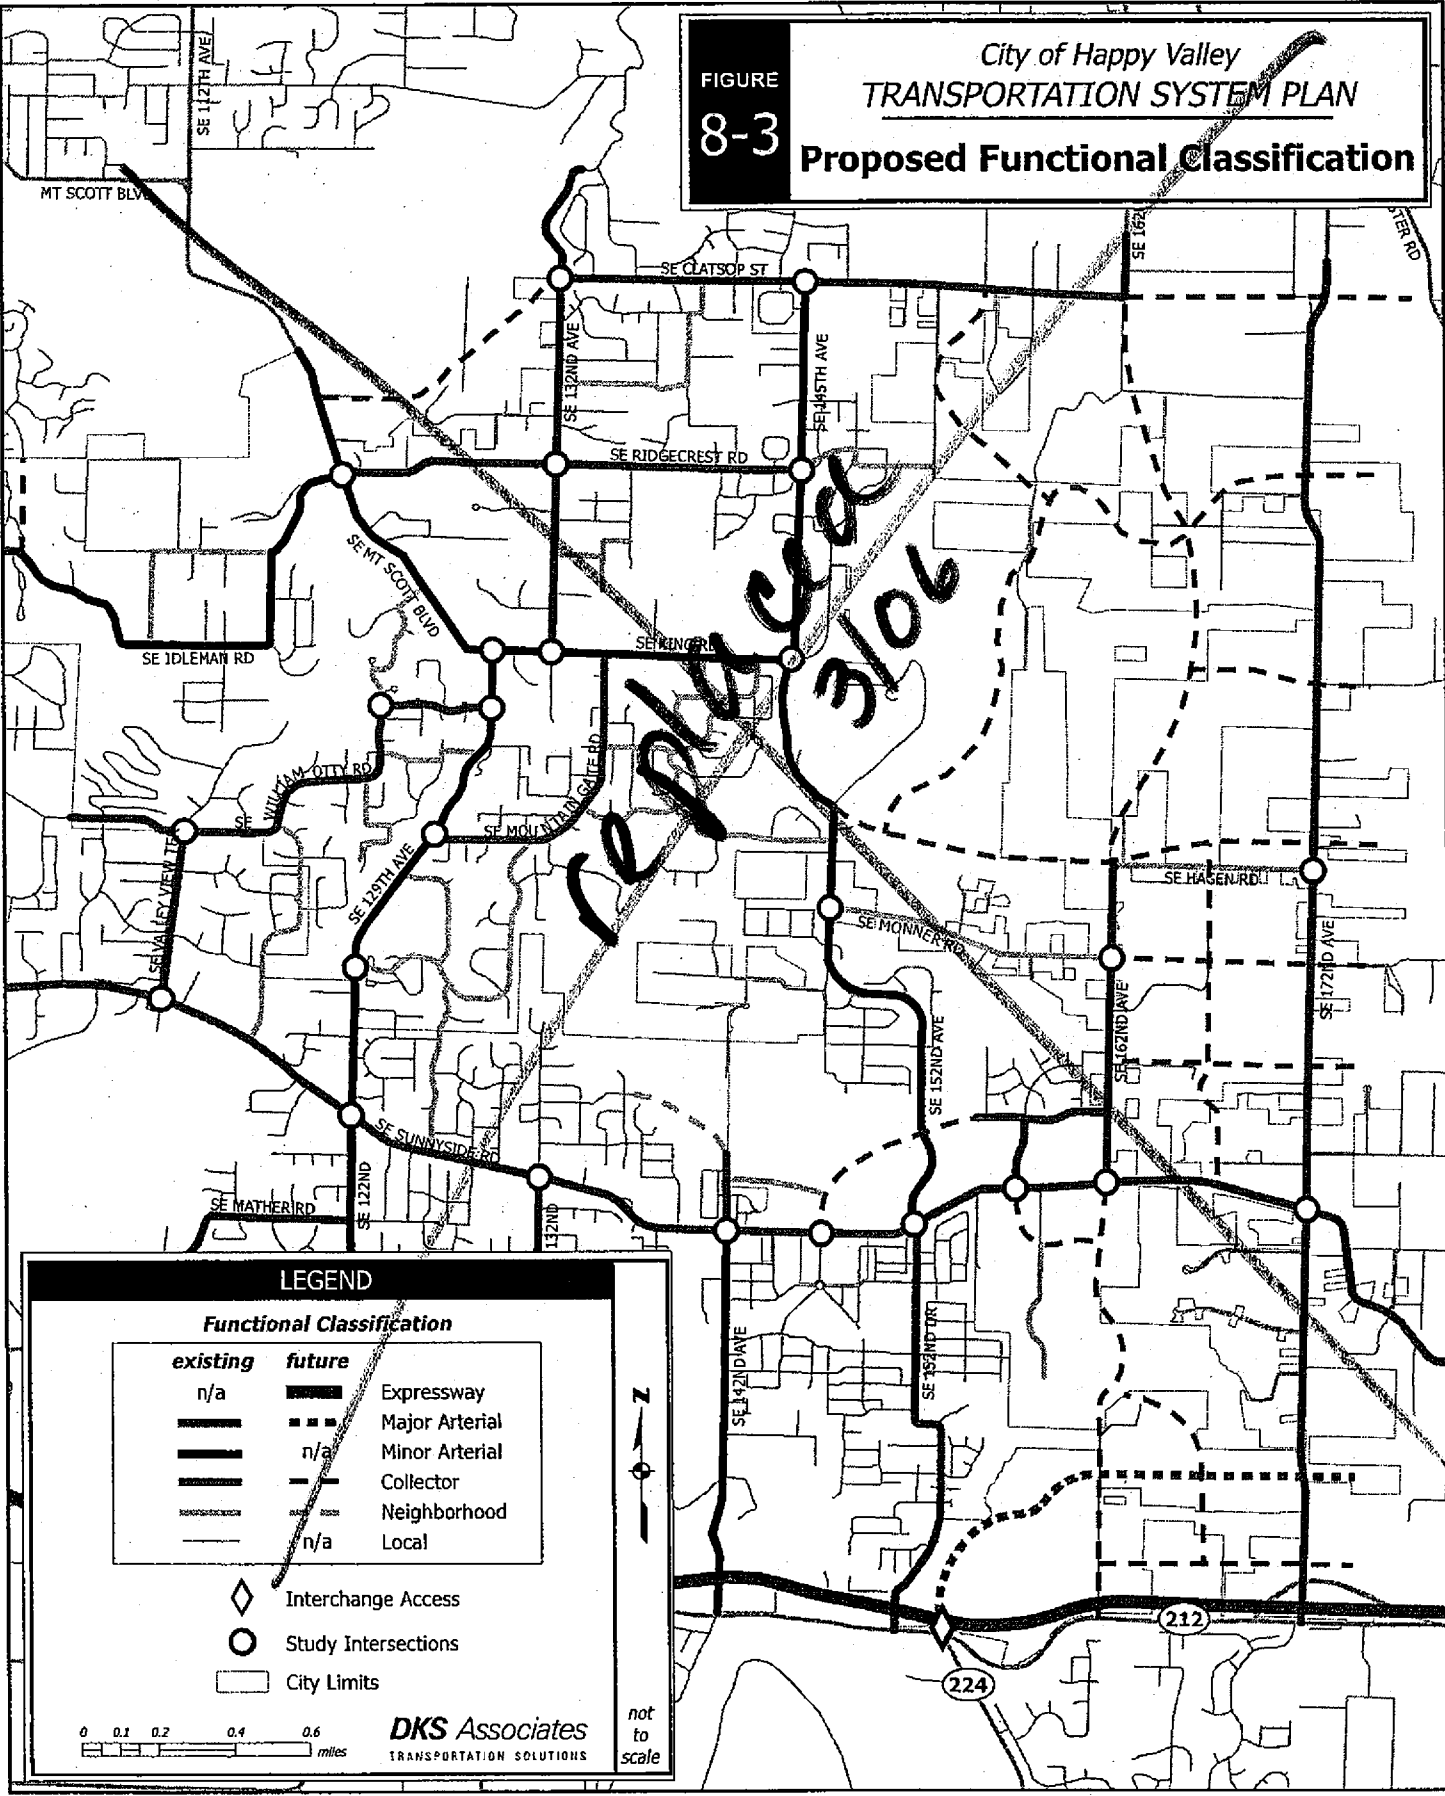 City of Happy Valley
TRANSPORTATION SYSTEM PLAN
FIGURE
8-3
Proposed Functional Classification
SE 112TH AVE
MT SCOTT BLVD
SE 162
TER RD
SE CLATSOP ST
SE 132ND AVE
SE 145TH AVE
SE RIDGECREST RD
SE MT SCOTT BLVD
SE IDLEMAN RD
SE KING RD
3/06
SE WILLIAM OTTY RD
SE MOUNTAIN GATE RD
SE 129TH AVE
SE VALLEY VIEW
SE HAGEN RD
SE MONNER RD
SE 172ND AVE
SE 162ND AVE
SE 152ND AVE
SE SUNNYSIDE RD
SE 122ND
SE MATHER RD
132ND
SE 142ND AVE
SE 152ND DR
LEGEND
Functional Classification
existing future
n/a Expressway
Major Arterial
n/a Minor Arterial
Collector
Neighborhood
n/a Local
Interchange Access
Study Intersections
City Limits
0 0.1 0.2 0.4 0.6
miles
DKS Associates
TRANSPORTATION SOLUTIONS
N
not
to
scale
212
224